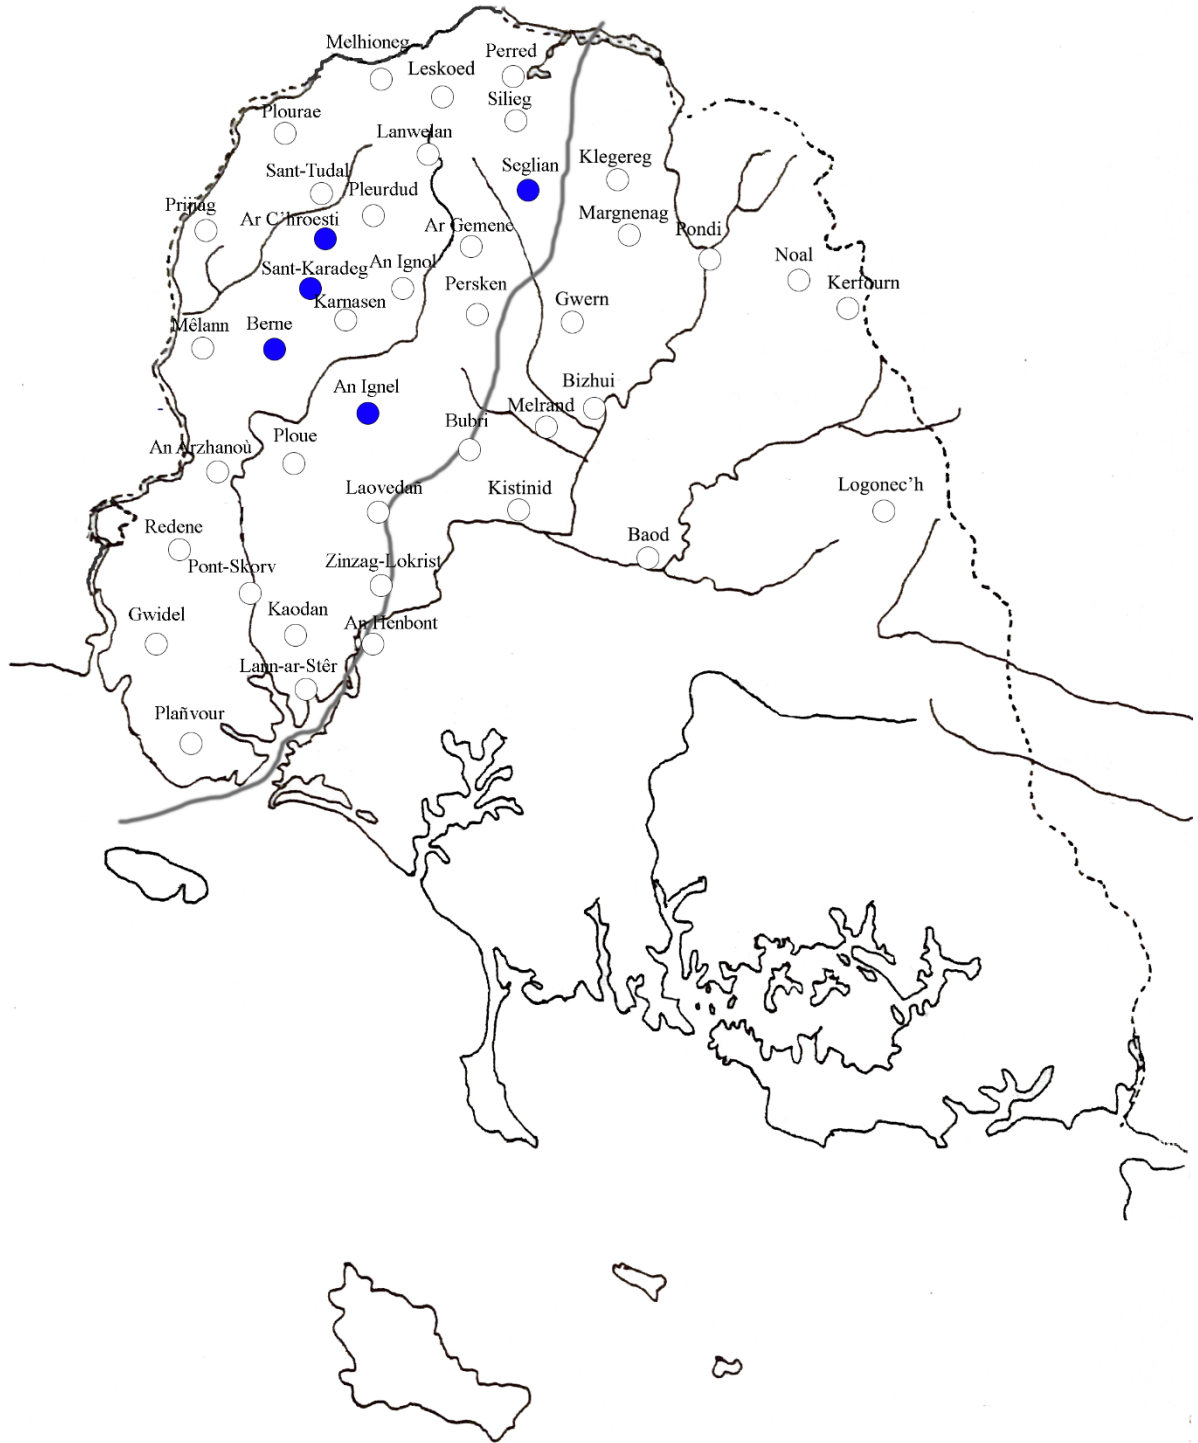 Melhioneg
Perred
Leskoed
Silieg
Plourae
Lanwelan
Seglian
Klegereg
Sant-Tudal
Pleurdud
Prijag
Ar C'hroesti
Ar Gemene
Margnenag
Pondi
Noal
Sant-Karadeg
An Ignol
Persken
Kerfourn
Karnasen
Gwern
Mêlann
Berne
An Ignel
Bizhui
Melrand
Bubri
An Arzhanoù
Ploue
Laovedañ
Kistinid
Logonec'h
Redene
Baod
Pont-Skorv
Zinzag-Lokrist
Gwidel
Kaodan
An Henbont
Lann-ar-Stêr
Plañvour